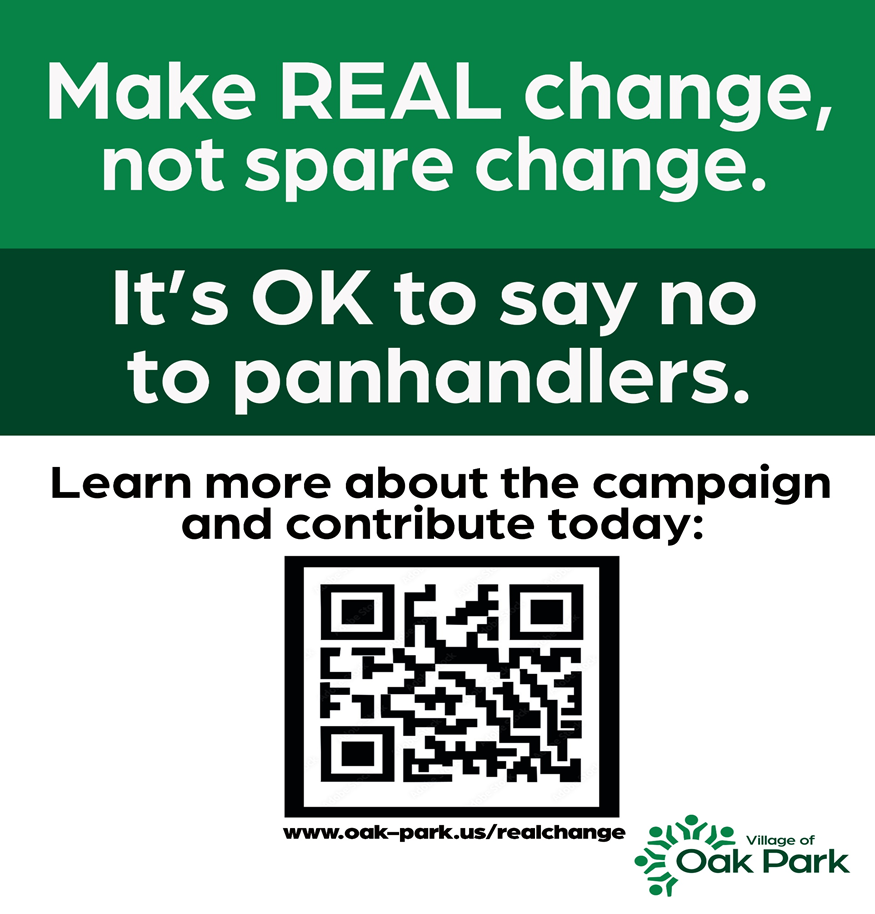 Make REAL change,
not spare change.
It's OK to say no
to panhandlers.
Learn more about the campaign
and contribute today:
www.oak-park.us/realchange
Village of
Oak Park